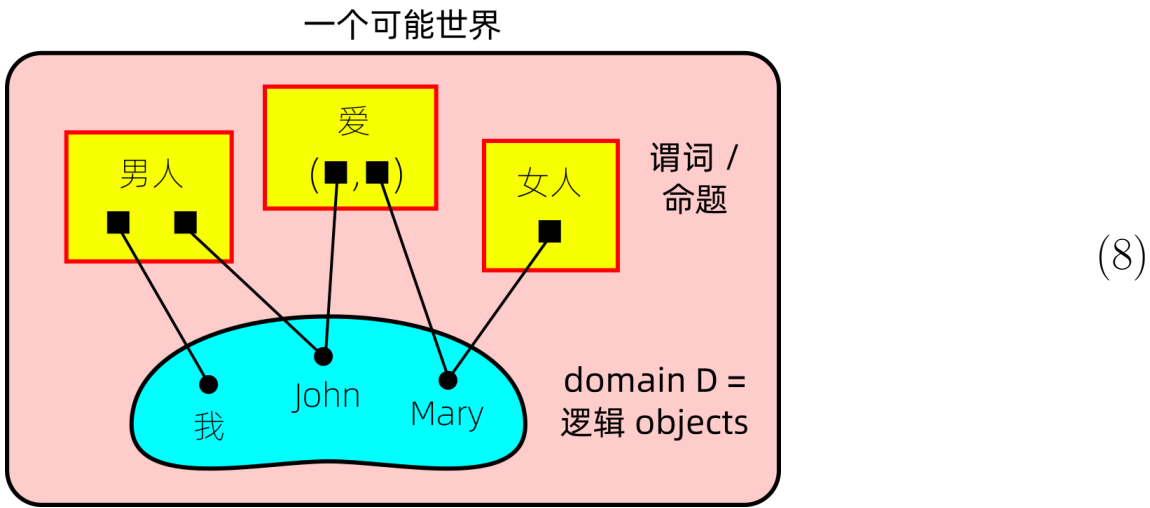 一个可能世界
爱
( , )
男人
女人
谓词 /
命题
(8)
John
Mary
我
domain D =
逻辑 objects